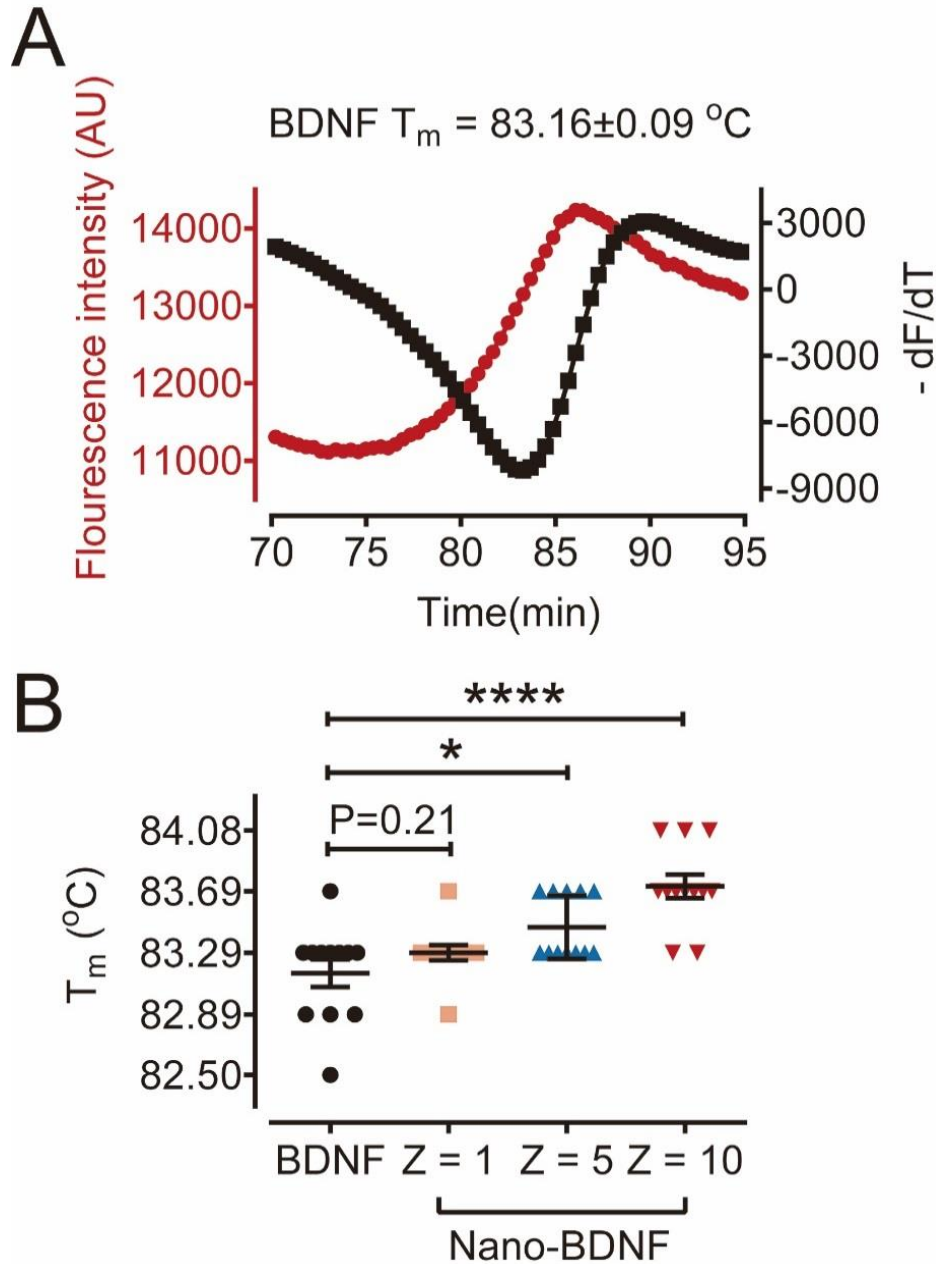 A
BDNF Tm = 83.16±0.09 °C
Flourescence intensity (AU)
14000
13000
12000
11000
3000
0
-3000
-6000
-9000
- dF/dT
70 75 80 85 90 95
Time(min)
B
****
*
P=0.21
Tm (°C)
84.08
83.69
83.29
82.89
82.50
BDNF Z = 1 Z = 5 Z = 10
Nano-BDNF